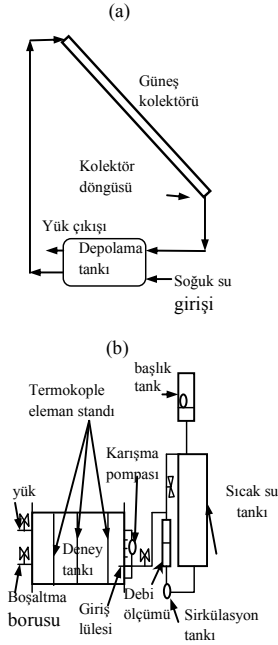 (a)
Güneş
kolektörü
Kolektör
döngüsü
Yük çıkışı
Depolama
tankı
Soğuk su
girişi
(b)
başlık
tank
Termokople
eleman standı
Karışma
pompası
Sıcak su
tankı
yük
Deney
tankı
Boşaltma
borusu
Giriş
lülesi
Debi
ölçümü
Sirkülasyon
tankı